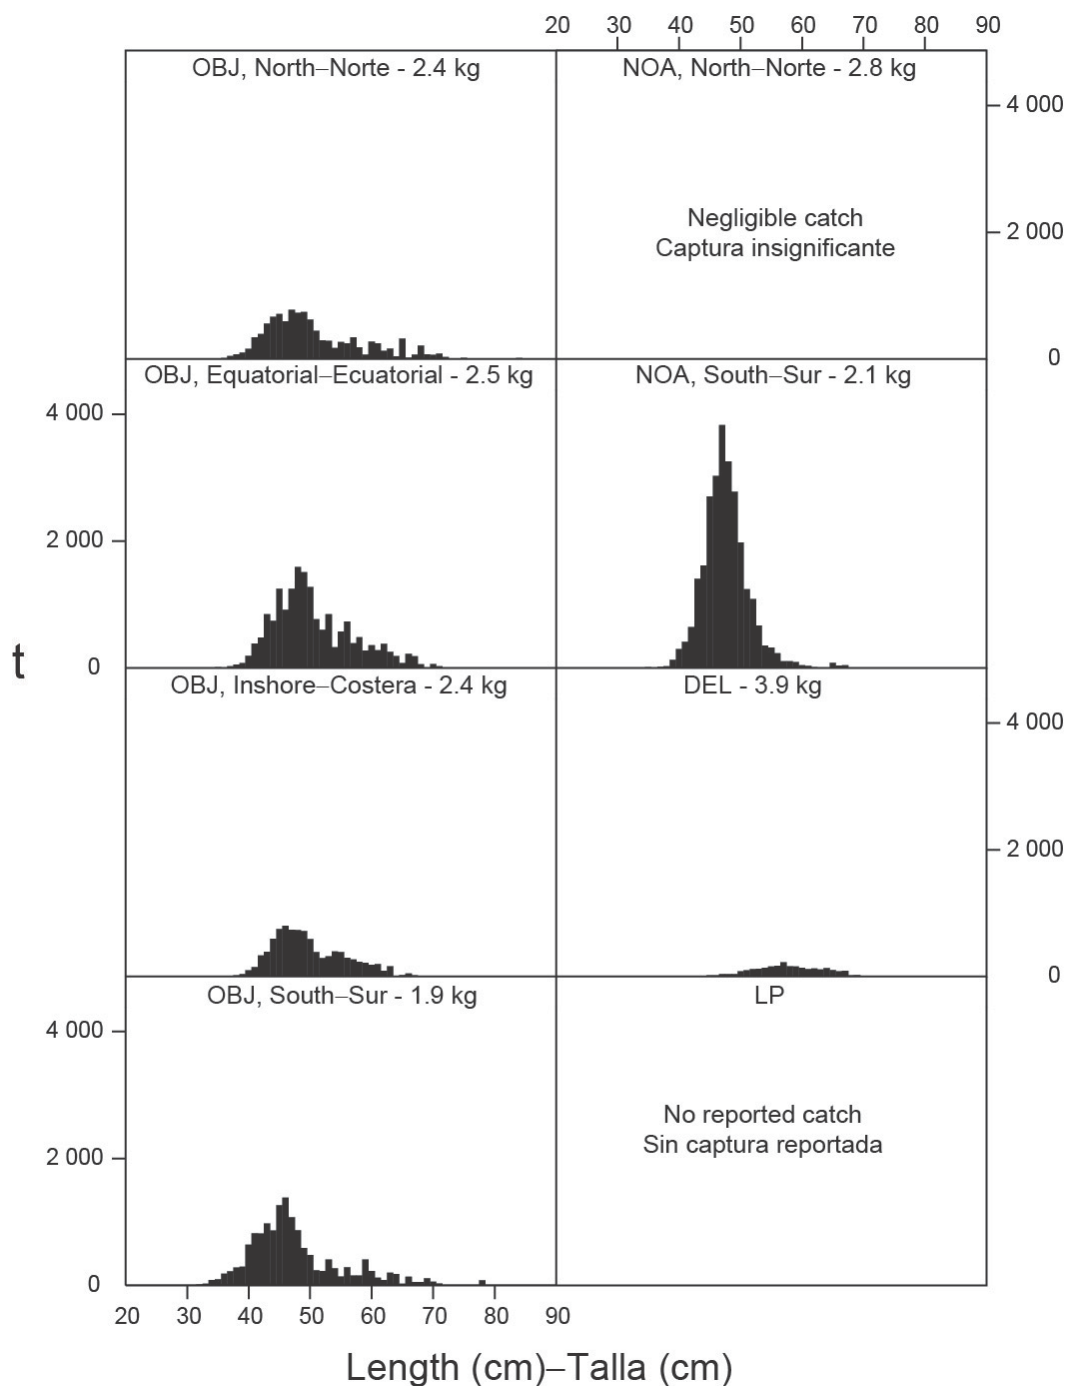 20 30 40 50 60 70 80 90
OBJ, North–Norte - 2.4 kg
NOA, North–Norte - 2.8 kg
4 000
Negligible catch
Captura insignificante
2 000
0
OBJ, Equatorial–Ecuatorial - 2.5 kg
NOA, South–Sur - 2.1 kg
4 000
2 000
t
0
OBJ, Inshore–Costera - 2.4 kg
DEL - 3.9 kg
4 000
2 000
0
OBJ, South–Sur - 1.9 kg
LP
4 000
No reported catch
Sin captura reportada
2 000
0
20 30 40 50 60 70 80 90
Length (cm)–Talla (cm)